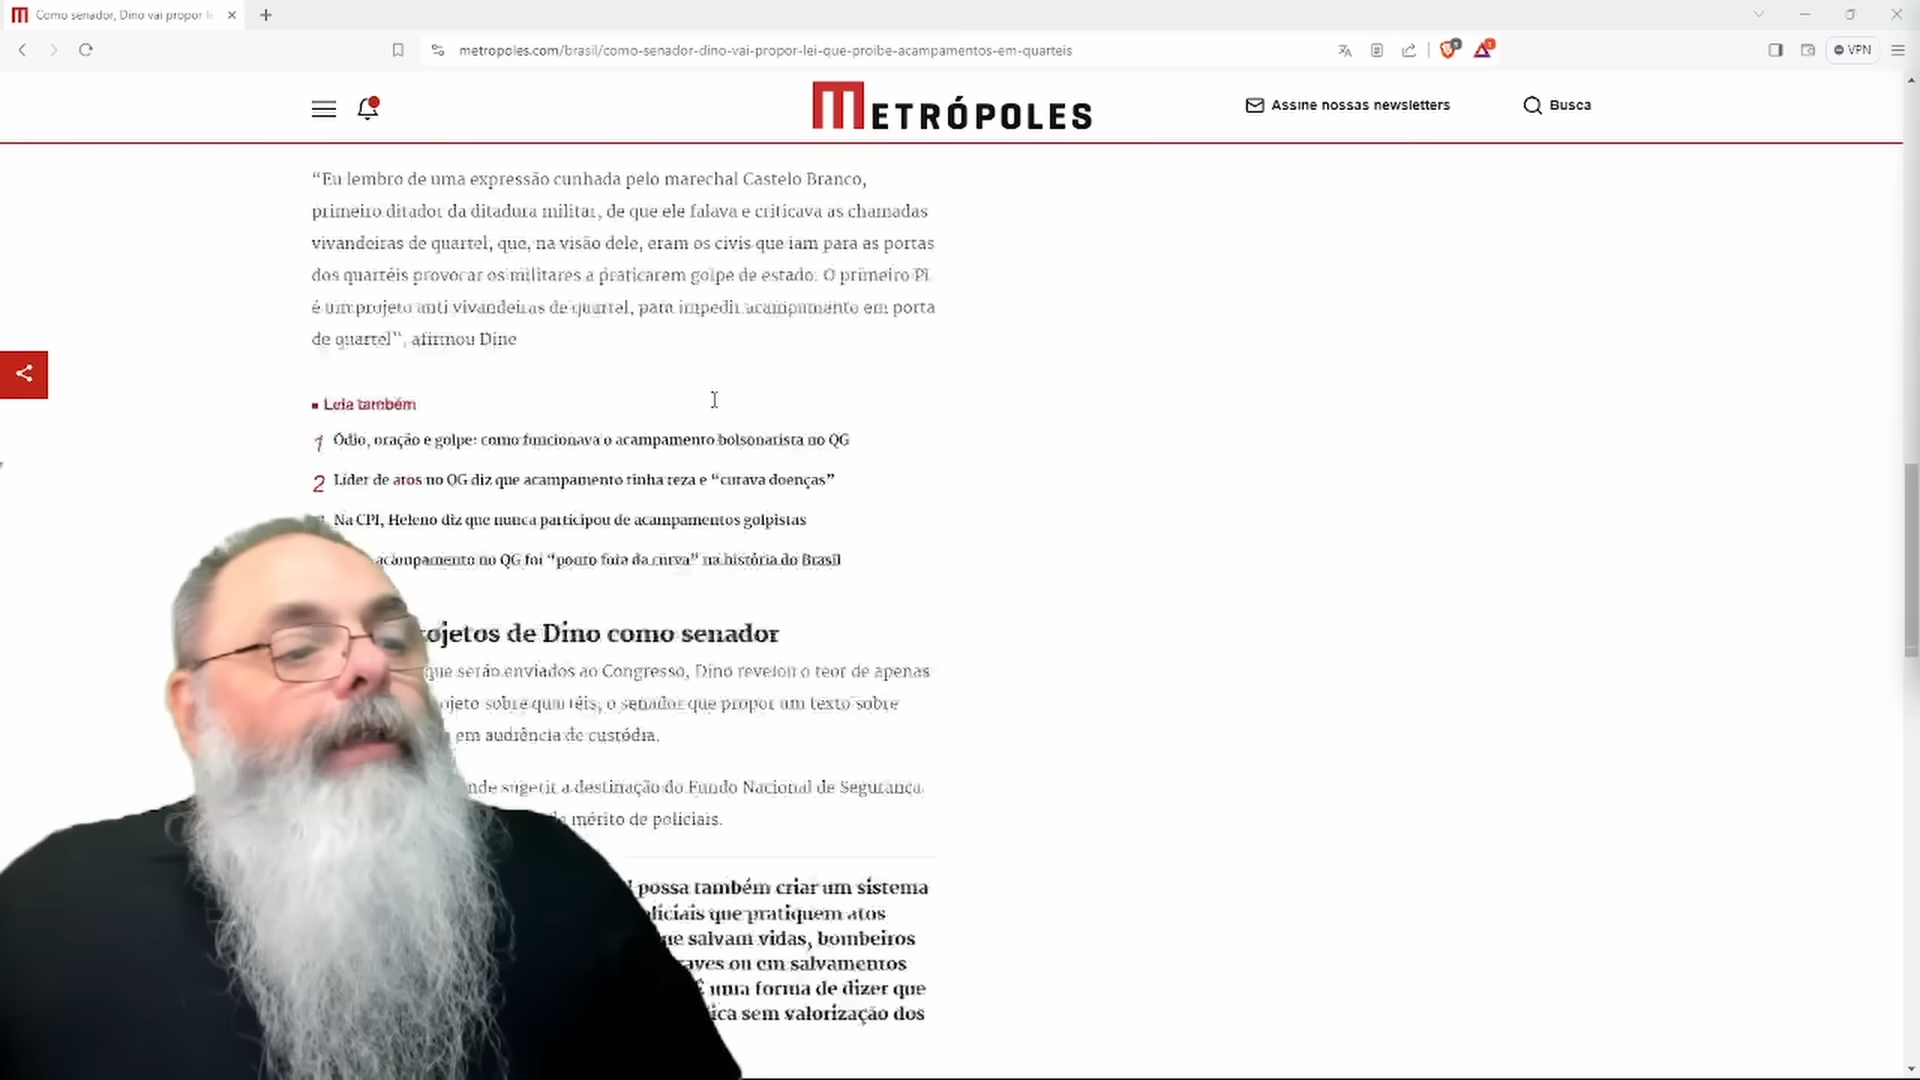 Como senador, Dino vai propor l
metropoles.com/brasil/como-senador-dino-vai-propor-lei-que-proibe-acampamentos-em-quarteis
VPN
METRÓPOLES
Assine nossas newsletters
Busca
“Eu lembro de uma expressão cunhada pelo marechal Castelo Branco,
primeiro ditador da ditadura militar, de que ele falava e criticava as chamadas
vivandeiras de quartel, que, na visão dele, eram os civis que iam para as portas
dos quartéis provocar os militares a praticarem golpe de estado. O primeiro PL
é um projeto anti vivandeiras de quartel, para impedir acampamento em porta
de quartel”, afirmou Dino
Leia também
1 Ódio, oração e golpe: como funcionava o acampamento bolsonarista no QG
2 Líder de atos no QG diz que acampamento tinha reza e “curava doenças”
Na CPI, Heleno diz que nunca participou de acampamentos golpistas
acampamento no QG foi “ponto fora da curva” na história do Brasil
ojetos de Dino como senador
que serão enviados ao Congresso, Dino revelou o teor de apenas
ojeto sobre quartéis, o senador que propor um texto sobre
em audiência de custódia.
nde sugerir a destinação do Fundo Nacional de Segurança
mérito de policiais.
possa também criar um sistema
liciais que pratiquem atos
ue salvam vidas, bombeiros
aves ou em salvamentos
É uma forma de dizer que
ica sem valorização dos